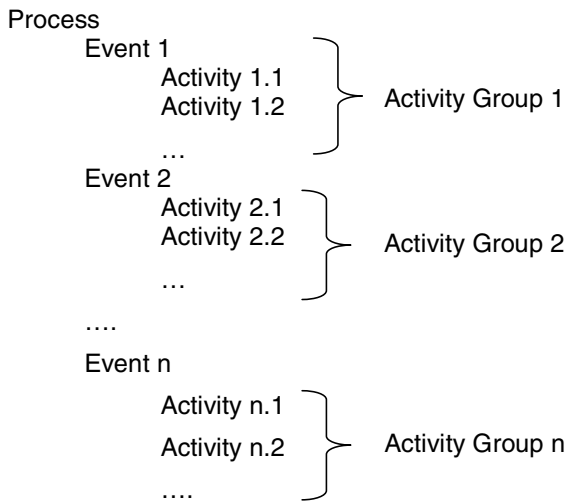 Process
Event 1
Activity 1.1
Activity 1.2
Activity Group 1
…
Event 2
Activity 2.1
Activity 2.2
Activity Group 2
…
….
Event n
Activity n.1
Activity n.2
Activity Group n
….